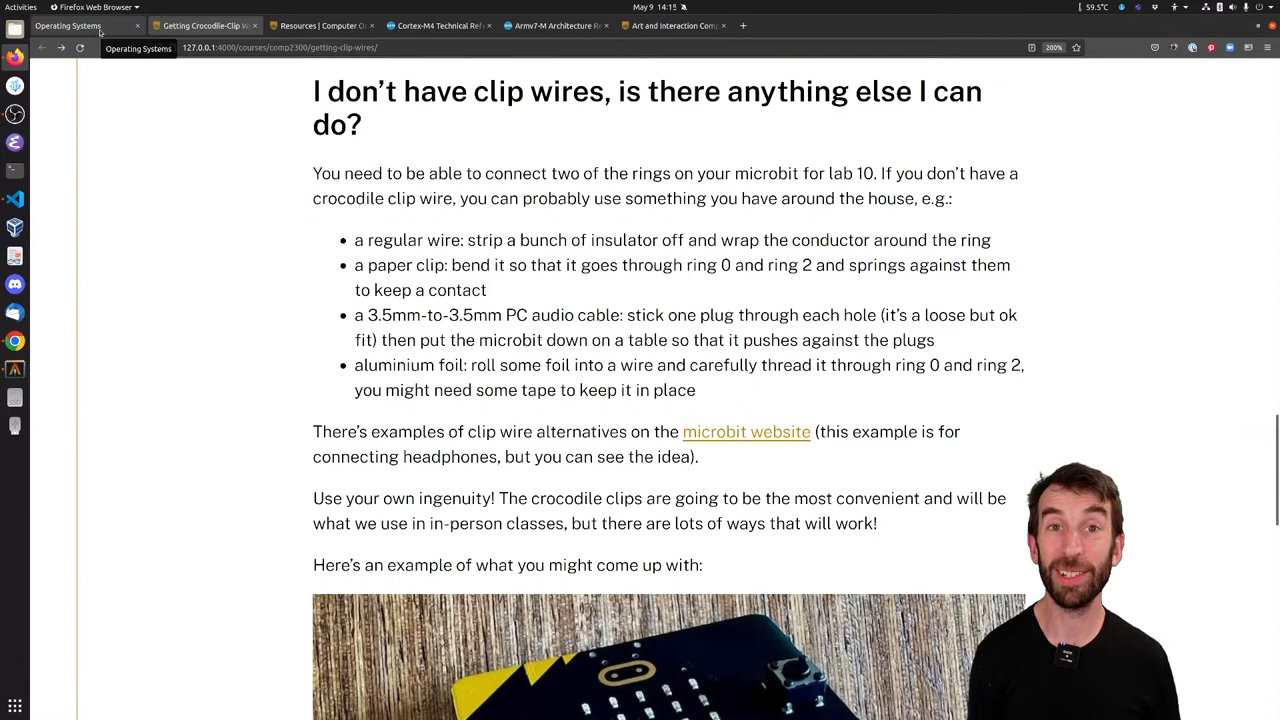 Activities
Firefox Web Browser
May 9 14:15
59.5°C
Operating Systems
Getting Crocodile-Clip W
Resources | Computer O
Cortex-M4 Technical Ref
Armv7-M Architecture Re
Art and Interaction Com
Operating Systems
127.0.0.1:4000/courses/comp2300/getting-clip-wires/
200%
I don’t have clip wires, is there anything else I can
do?
You need to be able to connect two of the rings on your microbit for lab 10. If you don’t have a
crocodile clip wire, you can probably use something you have around the house, e.g.:
• a regular wire: strip a bunch of insulator off and wrap the conductor around the ring
• a paper clip: bend it so that it goes through ring 0 and ring 2 and springs against them
to keep a contact
• a 3.5mm-to-3.5mm PC audio cable: stick one plug through each hole (it’s a loose but ok
fit) then put the microbit down on a table so that it pushes against the plugs
• aluminium foil: roll some foil into a wire and carefully thread it through ring 0 and ring 2,
you might need some tape to keep it in place
There’s examples of clip wire alternatives on the microbit website (this example is for
connecting headphones, but you can see the idea).
Use your own ingenuity! The crocodile clips are going to be the most convenient and will be
what we use in in-person classes, but there are lots of ways that will work!
Here’s an example of what you might come up with: